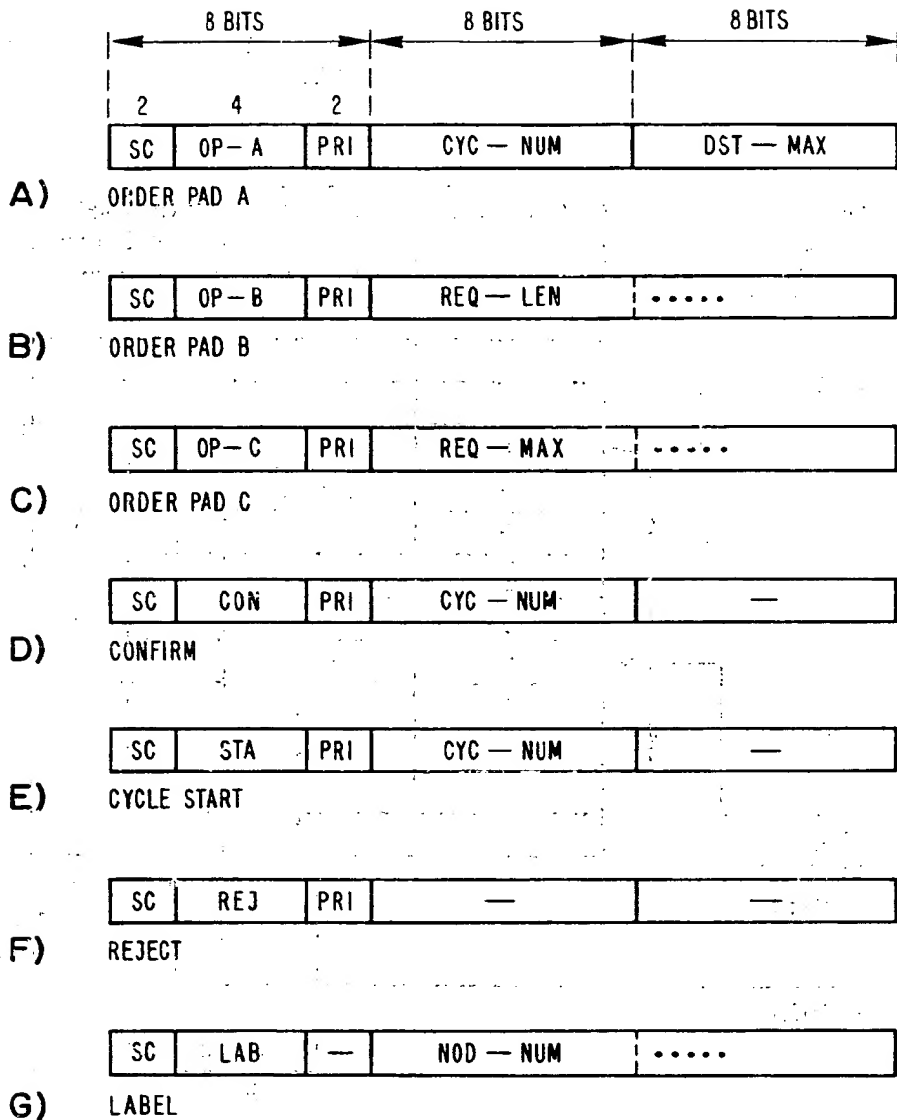 8 BITS 8 BITS 8 BITS
2 4 2
SC OP-A PRI CYC — NUM DST — MAX
A) ORDER PAD A
SC OP-B PRI REQ — LEN •••••
B) ORDER PAD B
SC OP-C PRI REQ — MAX •••••
C) ORDER PAD C
SC CON PRI CYC — NUM —
D) CONFIRM
SC STA PRI CYC — NUM —
E) CYCLE START
SC REJ PRI — —
F) REJECT
SC LAB — NOD — NUM •••••
G) LABEL